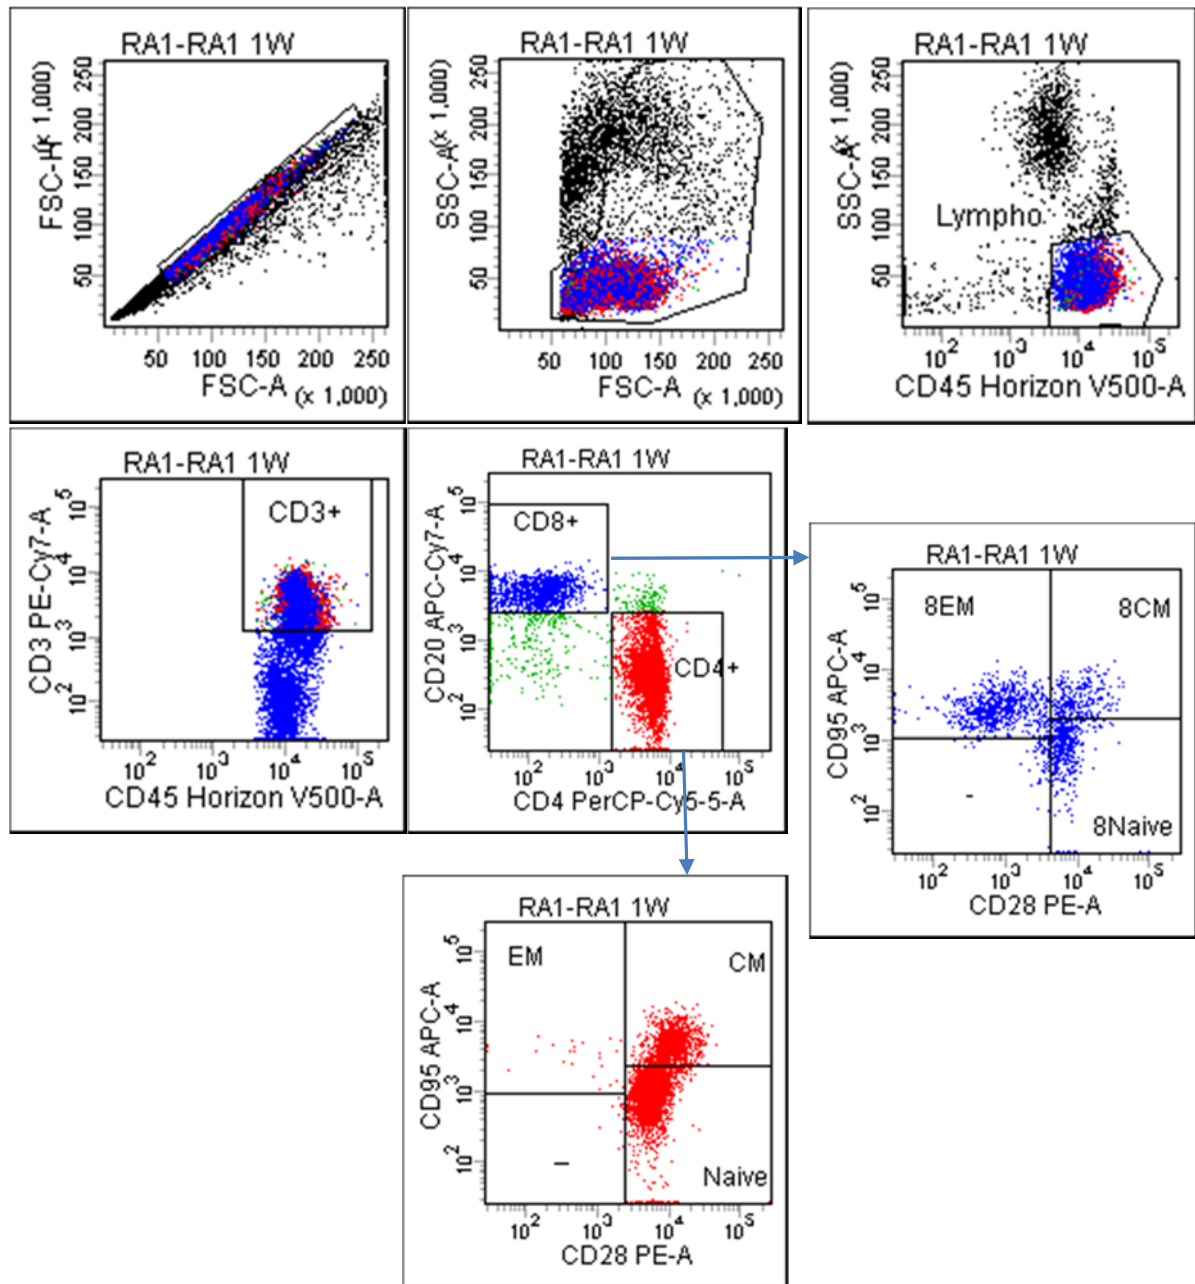 RA1-RA1 1W
FSC-H (x 1,000)
50 100 150 200 250
50 100 150 200 250
FSC-A (x 1,000)
RA1-RA1 1W
SSC-A (x 1,000)
50 100 150 200 250
P2
50 100 150 200 250
FSC-A (x 1,000)
RA1-RA1 1W
SSC-A (x 1,000)
50 100 150 200 250
Lympho
10^2 10^3 10^4 10^5
CD45 Horizon V500-A
RA1-RA1 1W
CD3 PE-Cy7-A
10^2 10^3 10^4 10^5
CD3+
10^2 10^3 10^4 10^5
CD45 Horizon V500-A
RA1-RA1 1W
CD20 APC-Cy7-A
10^2 10^3 10^4 10^5
CD8+
CD4+
10^2 10^3 10^4 10^5
CD4 PerCP-Cy5-5-A
RA1-RA1 1W
CD95 APC-A
10^2 10^3 10^4 10^5
8EM
8CM
-
8Naive
10^2 10^3 10^4 10^5
CD28 PE-A
RA1-RA1 1W
CD95 APC-A
10^2 10^3 10^4 10^5
EM
CM
–
Naive
10^2 10^3 10^4 10^5
CD28 PE-A